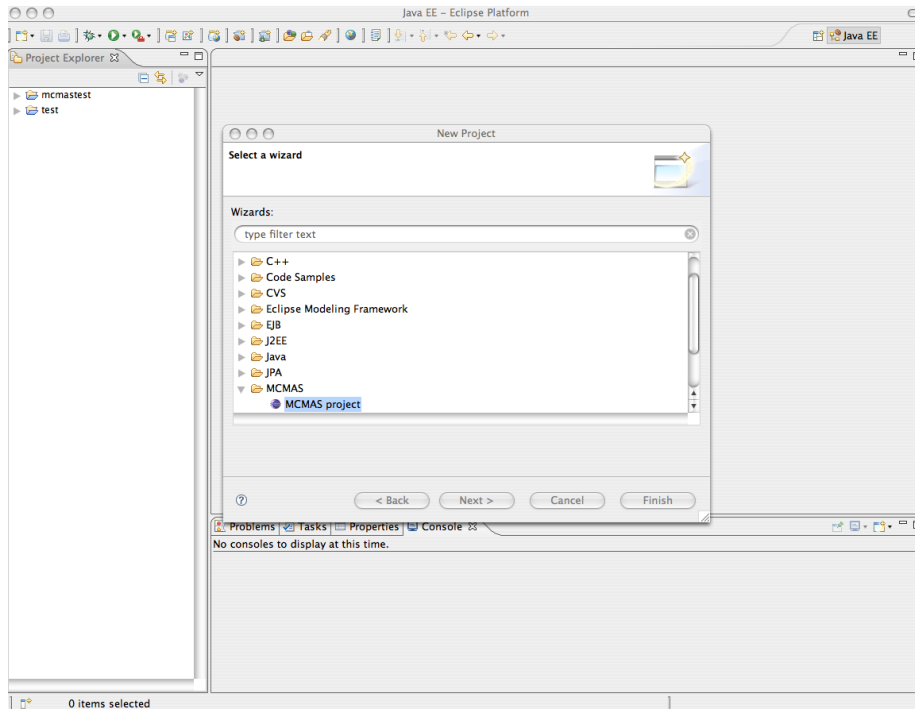 Java EE – Eclipse Platform
Java EE
Project Explorer
mcmastest
test
New Project
Select a wizard
Wizards:
type filter text
C++
Code Samples
CVS
Eclipse Modeling Framework
EJB
J2EE
Java
JPA
MCMAS
MCMAS project
? < Back Next > Cancel Finish
Problems Tasks Properties Console
No consoles to display at this time.
0 items selected